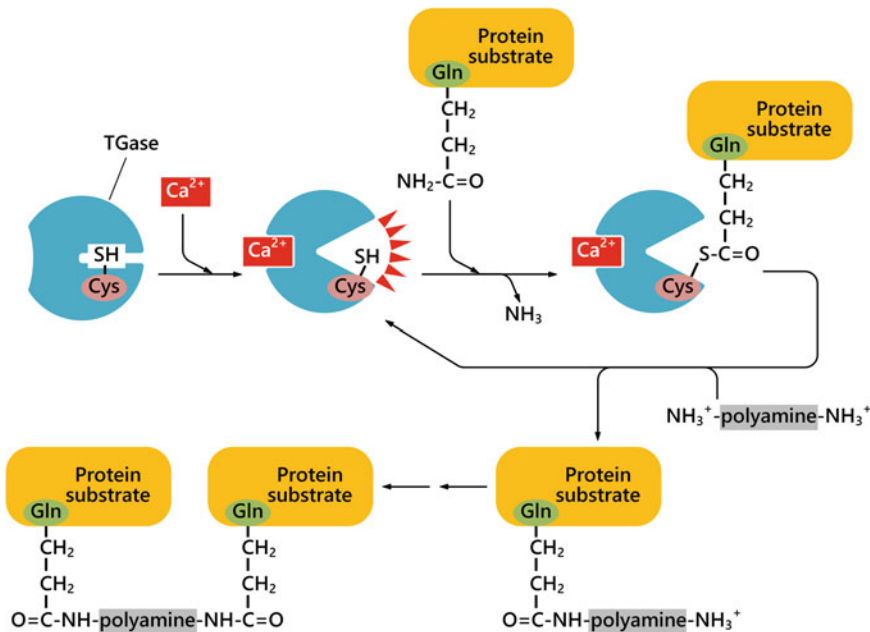 Protein
substrate
Gln
CH₂
CH₂
NH₂-C=O
TGase
Ca²⁺
SH
Cys
Ca²⁺
SH
Cys
NH₃
Protein
substrate
Gln
CH₂
CH₂
Ca²⁺
S-C=O
Cys
NH₃⁺-polyamine-NH₃⁺
Protein
substrate
Gln
CH₂
CH₂
O=C-NH-polyamine-NH-C=O
Protein
substrate
Gln
CH₂
CH₂
Protein
substrate
Gln
CH₂
CH₂
O=C-NH-polyamine-NH₃⁺